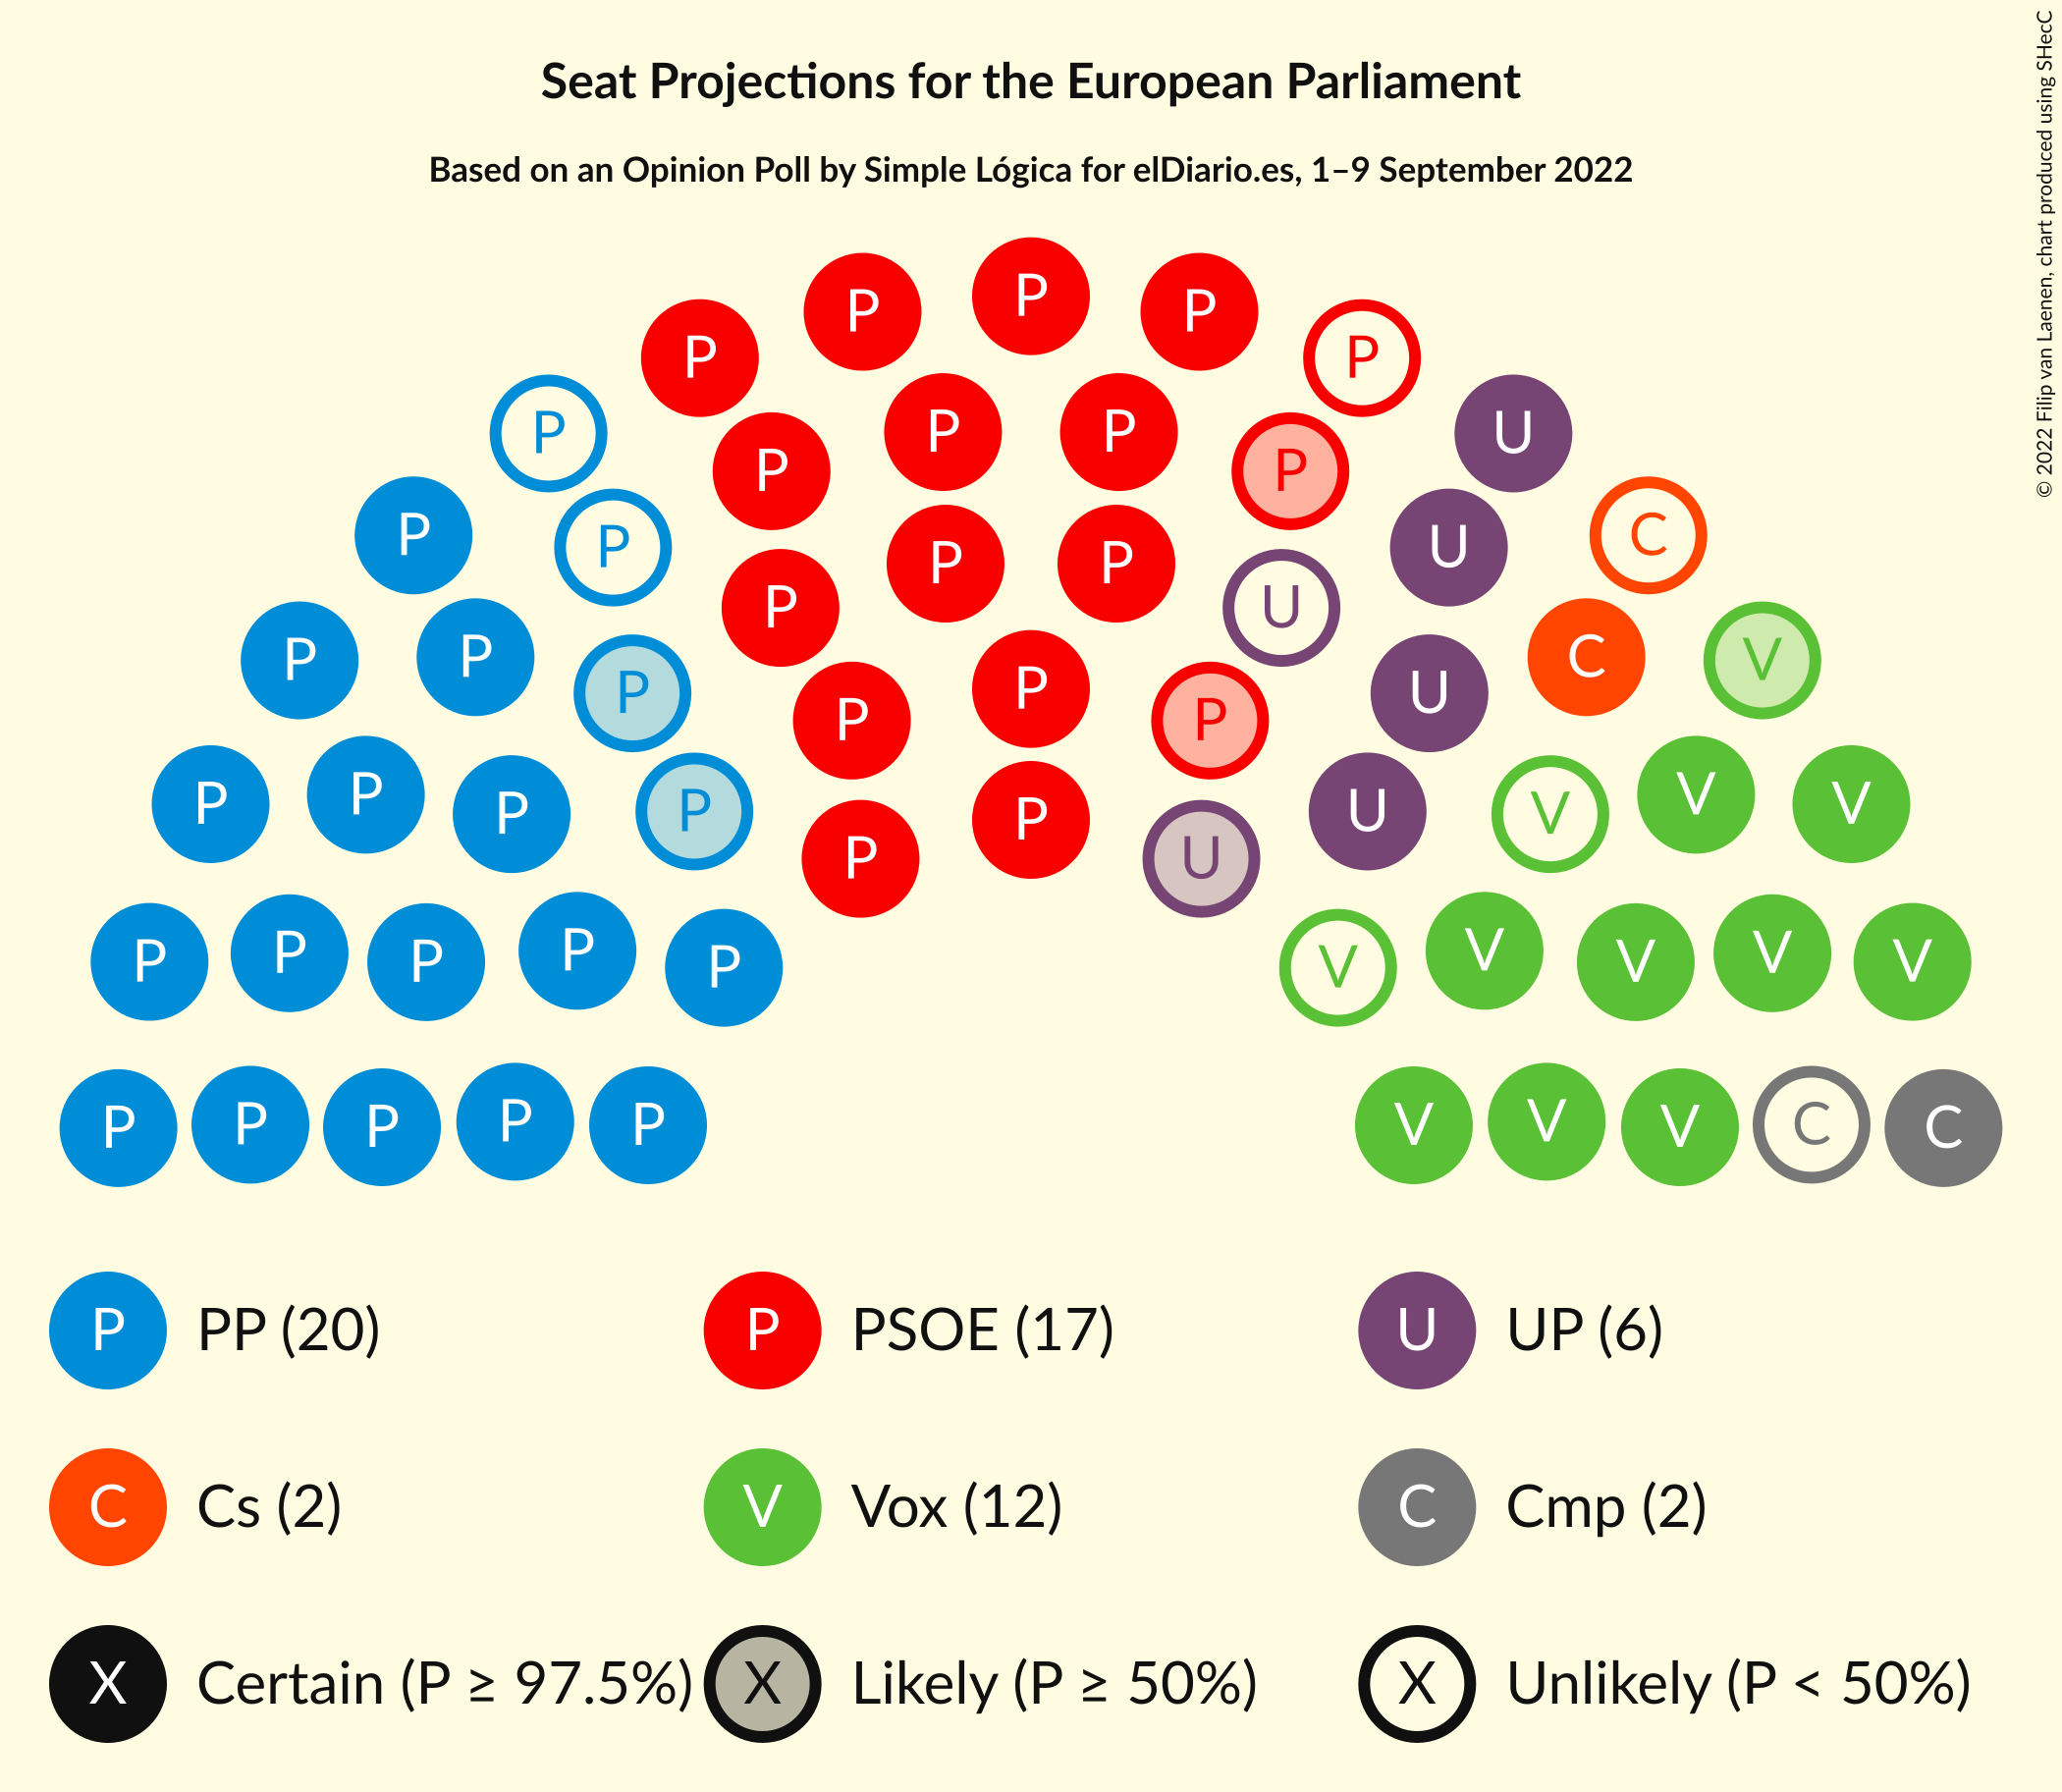 © 2022 Filip van Laenen, chart produced using SHecC
Seat Projections for the European Parliament
Based on an Opinion Poll by Simple Lógica for elDiario.es, 1–9 September 2022
P
P P
P P
P P P U
P P
P P P P U C
P U
P P P P U C V
P P
P P P P P U V V V
P U
P P P P P V V V V V
P P P P P V V V C C
P PP (20) P PSOE (17) U UP (6)
C Cs (2) V Vox (12) C Cmp (2)
X Certain (P ≥ 97.5%) X Likely (P ≥ 50%) X Unlikely (P < 50%)